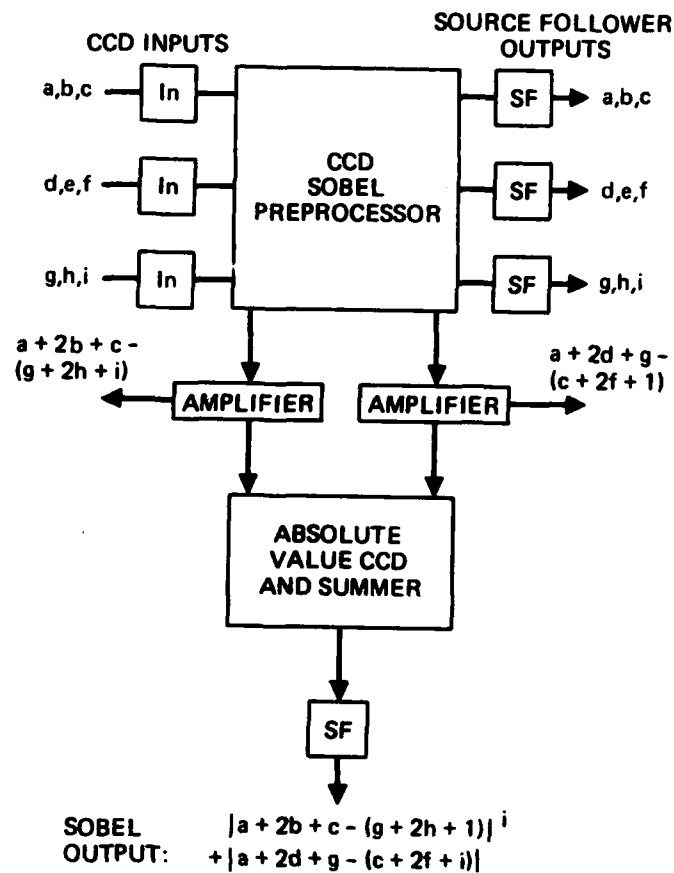 CCD INPUTS
SOURCE FOLLOWER
OUTPUTS
a,b,c
In
SF
a,b,c
CCD
SOBEL
PREPROCESSOR
d,e,f
In
SF
d,e,f
g,h,i
In
SF
g,h,i
a + 2b + c -
(g + 2h + i)
AMPLIFIER
AMPLIFIER
a + 2d + g -
(c + 2f + 1)
ABSOLUTE
VALUE CCD
AND SUMMER
SF
SOBEL
OUTPUT:
|a + 2b + c - (g + 2h + 1)| i
+ |a + 2d + g - (c + 2f + i)|